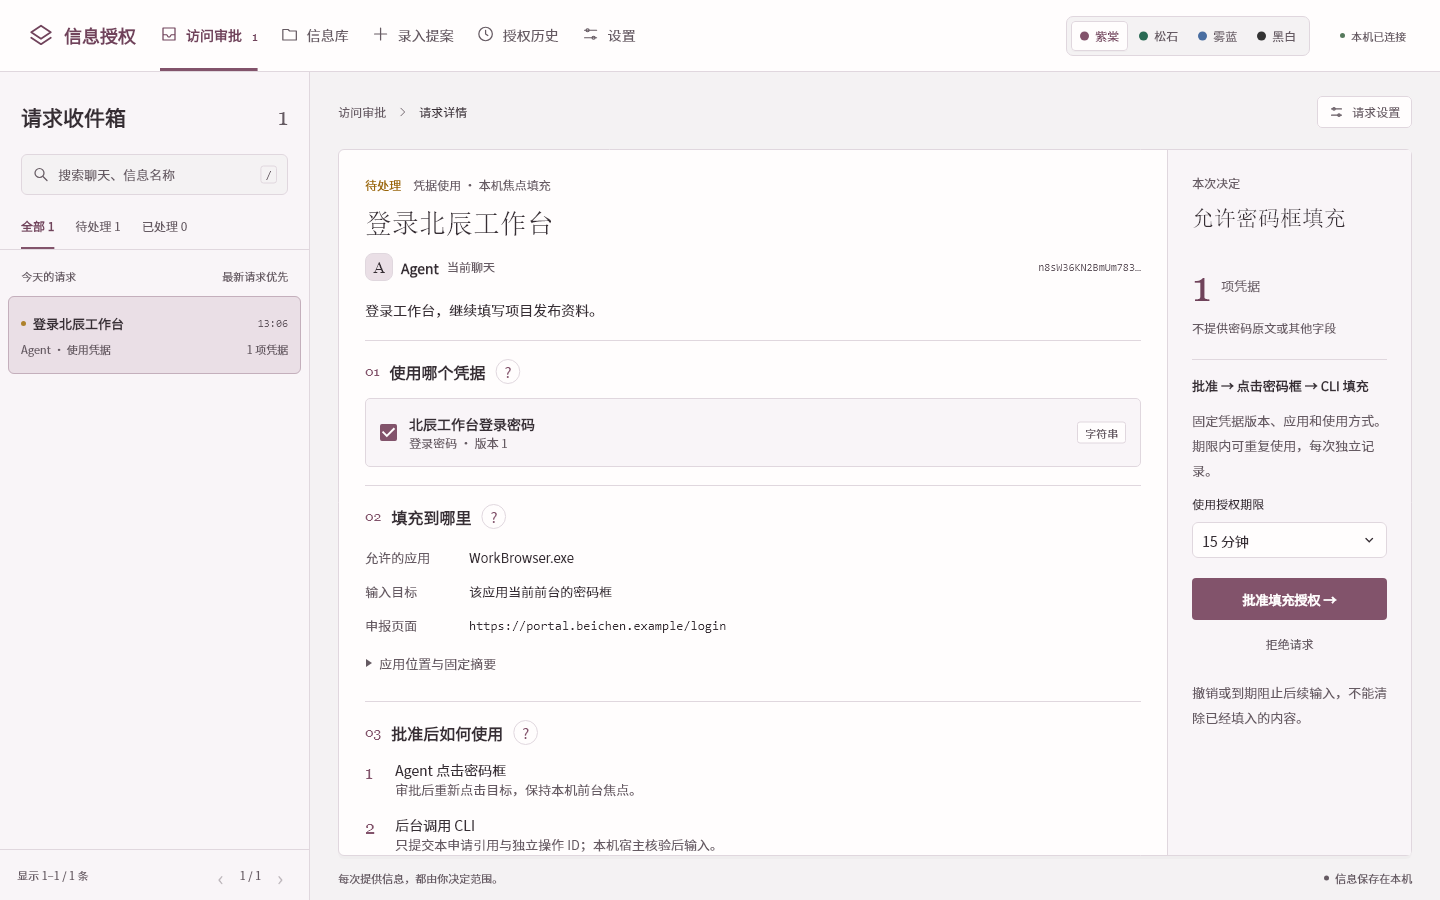 信息授权
访问审批 1
信息库
录入提案
授权历史
设置
紫棠
松石
雾蓝
黑白
本机已连接
请求收件箱 1
搜索聊天、信息名称 /
全部 1 待处理 1 已处理 0
今天的请求 最新请求优先
登录北辰工作台 13:06
Agent · 使用凭据 1 项凭据
显示 1–1 / 1 条 ‹ 1 / 1 ›
访问审批 > 请求详情
请求设置
待处理 凭据使用 · 本机焦点填充
登录北辰工作台
A Agent 当前聊天 n8sW36KN2BmUm783…
登录工作台，继续填写项目发布资料。
01 使用哪个凭据 ?
北辰工作台登录密码
登录密码 · 版本 1
字符串
02 填充到哪里 ?
允许的应用 WorkBrowser.exe
输入目标 该应用当前前台的密码框
申报页面 https://portal.beichen.example/login
应用位置与固定摘要
03 批准后如何使用 ?
1 Agent 点击密码框
审批后重新点击目标，保持本机前台焦点。
2 后台调用 CLI
只提交本申请引用与独立操作 ID；本机宿主核验后输入。
本次决定
允许密码框填充
1 项凭据
不提供密码原文或其他字段
批准 → 点击密码框 → CLI 填充
固定凭据版本、应用和使用方式。
期限内可重复使用，每次独立记
录。
使用授权期限
15 分钟
批准填充授权 →
拒绝请求
撤销或到期阻止后续输入，不能清
除已经填入的内容。
每次提供信息，都由你决定范围。
信息保存在本机